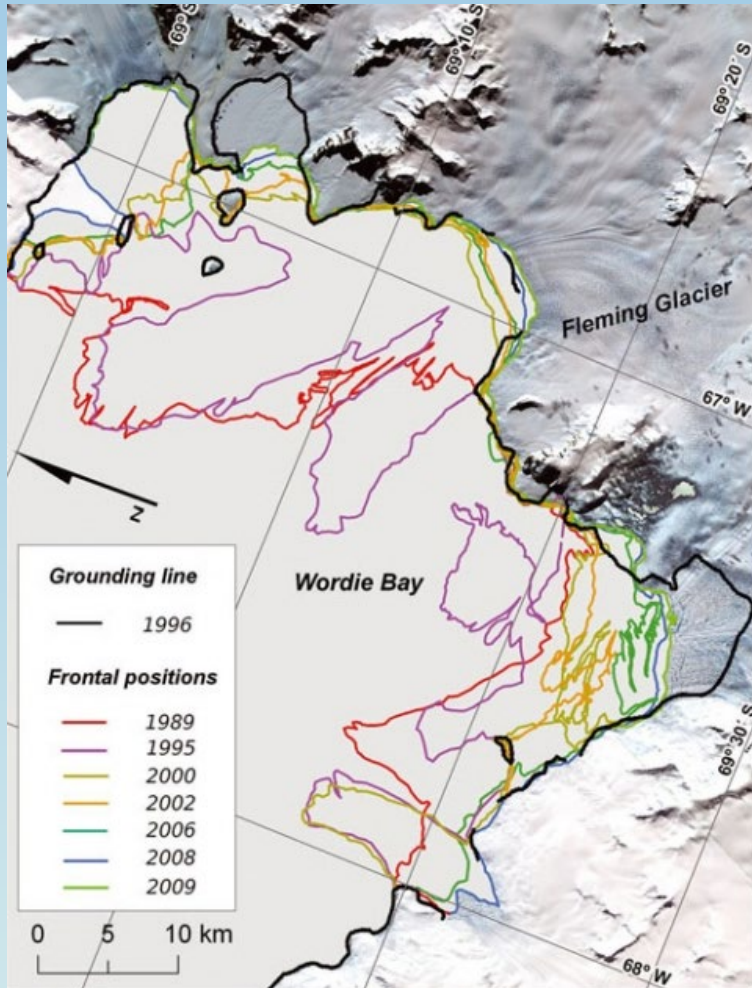 69° S
69° 10' S
69° 20' S
Fleming Glacier
67° W
N
Wordie Bay
Grounding line
1996
Frontal positions
1989
1995
2000
2002
2006
2008
2009
69° 30' S
0 5 10 km
68° W